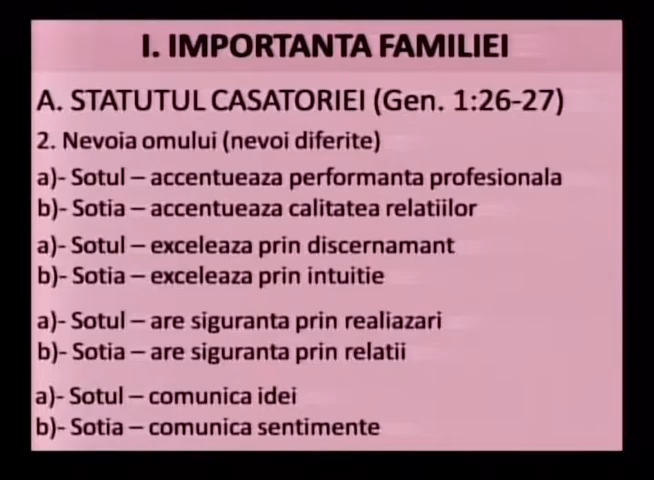 I. IMPORTANTA FAMILIEI
A. STATUTUL CASATORIEI (Gen. 1:26-27)
2. Nevoia omului (nevoi diferite)
a)- Sotul – accentueaza performanta profesionala
b)- Sotia – accentueaza calitatea relatiilor
a)- Sotul – exceleaza prin discernamant
b)- Sotia – exceleaza prin intuitie
a)- Sotul – are siguranta prin realiazari
b)- Sotia – are siguranta prin relatii
a)- Sotul – comunica idei
b)- Sotia – comunica sentimente